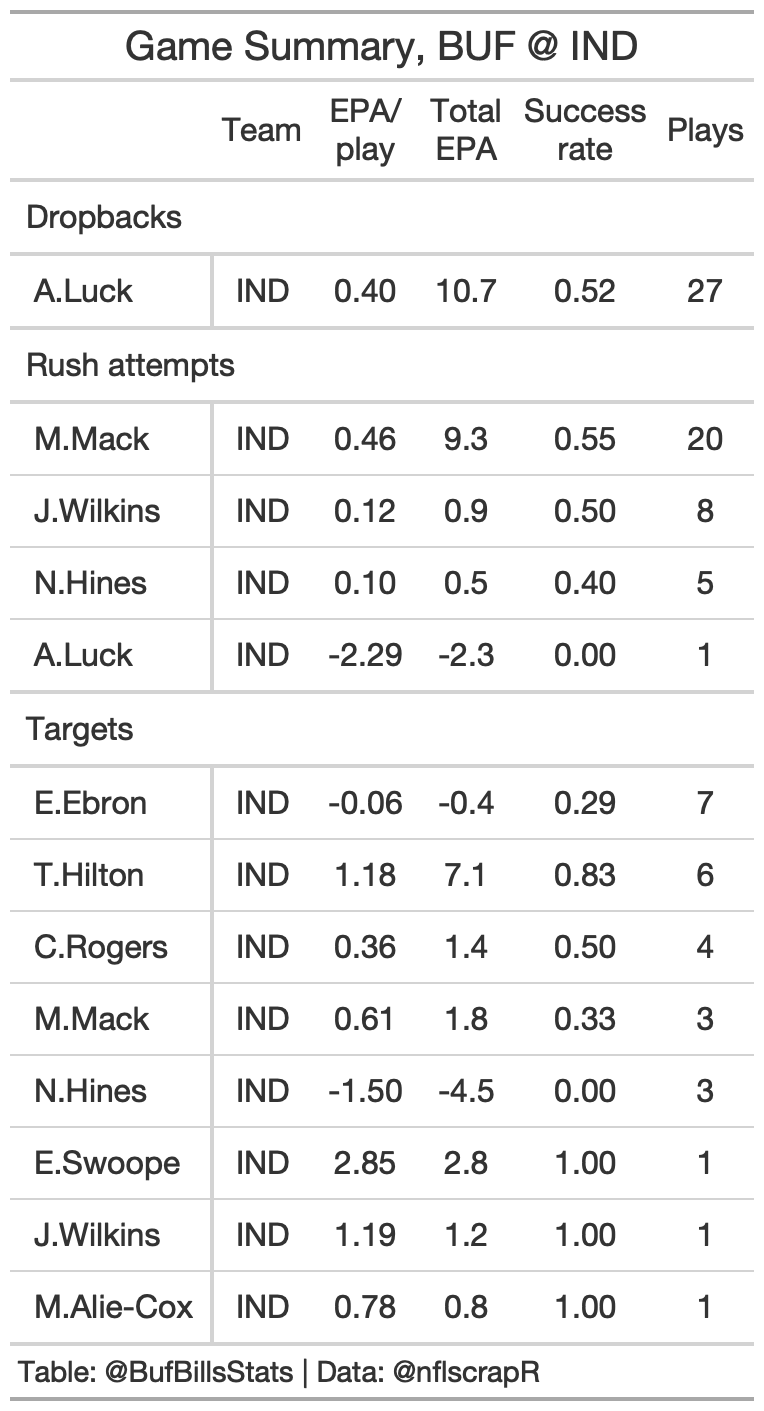 Game Summary, BUF @ IND
Team EPA/play Total EPA Success rate Plays
Dropbacks
A.Luck IND 0.40 10.7 0.52 27
Rush attempts
M.Mack IND 0.46 9.3 0.55 20
J.Wilkins IND 0.12 0.9 0.50 8
N.Hines IND 0.10 0.5 0.40 5
A.Luck IND -2.29 -2.3 0.00 1
Targets
E.Ebron IND -0.06 -0.4 0.29 7
T.Hilton IND 1.18 7.1 0.83 6
C.Rogers IND 0.36 1.4 0.50 4
M.Mack IND 0.61 1.8 0.33 3
N.Hines IND -1.50 -4.5 0.00 3
E.Swoope IND 2.85 2.8 1.00 1
J.Wilkins IND 1.19 1.2 1.00 1
M.Alie-Cox IND 0.78 0.8 1.00 1
Table: @BufBillsStats | Data: @nflscrapR